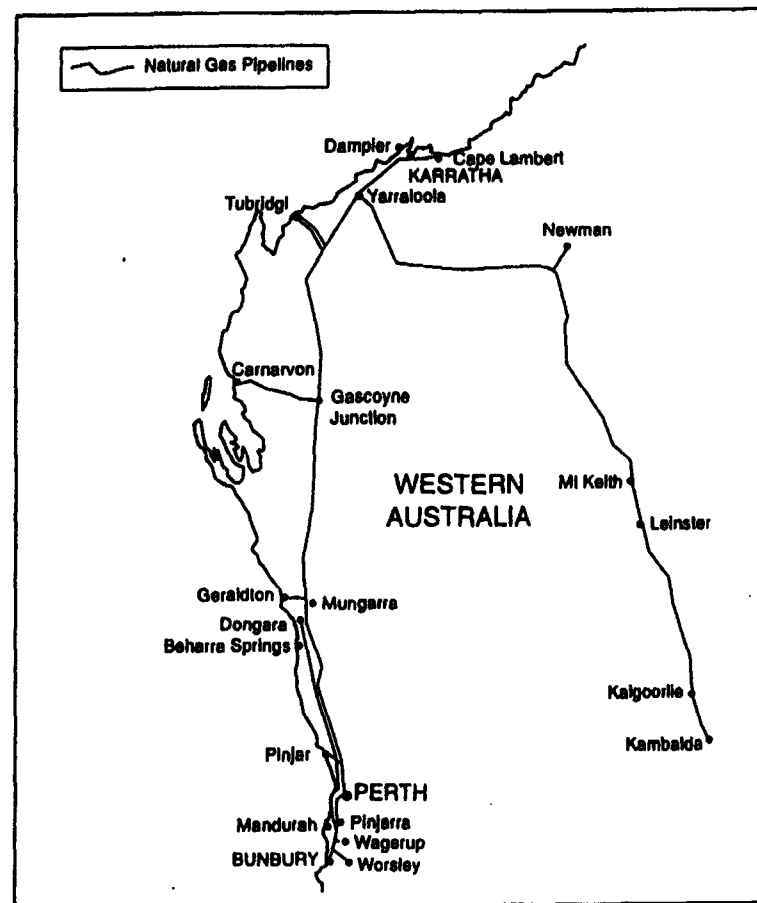 Natural Gas Pipelines
Dampier
Cape Lambert
KARRATHA
Yarraloola
Tubridgi
Newman
Carnarvon
Gascoyne
Junction
WESTERN
AUSTRALIA
Mt Keith
Leinster
Geraldton
Mungarra
Dongara
Beharra Springs
Kalgoorlie
Kambalda
Pinjar
PERTH
Mandurah
Pinjarra
Wagerup
BUNBURY
Worsley